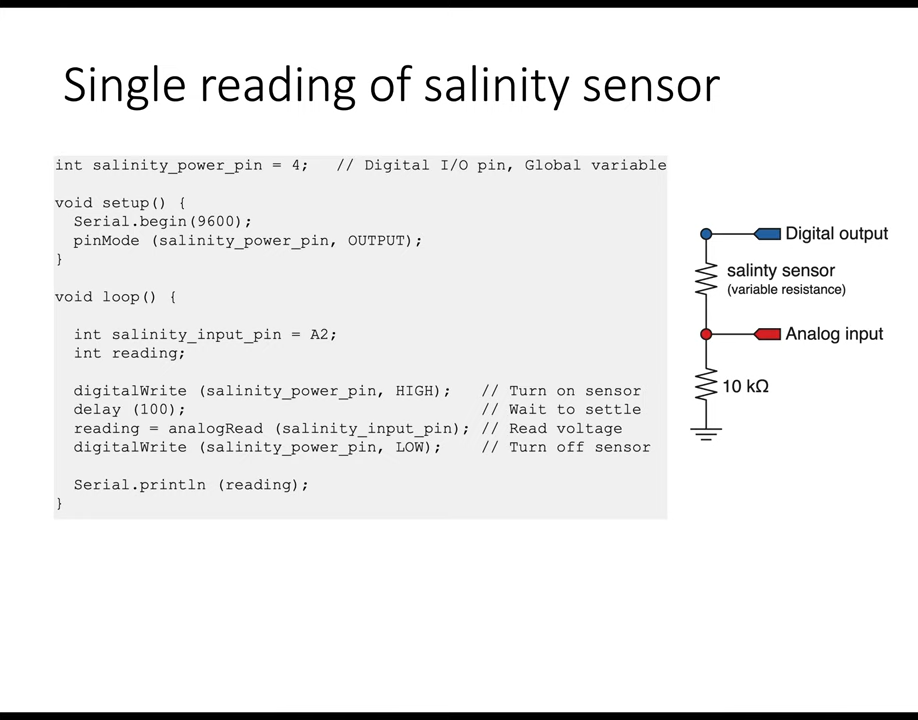 Single reading of salinity sensor
int salinity_power_pin = 4;   // Digital I/O pin, Global variable
void setup() {
  Serial.begin(9600);
  pinMode (salinity_power_pin, OUTPUT);
}
void loop() {
  int salinity_input_pin = A2;
  int reading;
  digitalWrite (salinity_power_pin, HIGH);   // Turn on sensor
  delay (100);                               // Wait to settle
  reading = analogRead (salinity_input_pin); // Read voltage
  digitalWrite (salinity_power_pin, LOW);    // Turn off sensor
  Serial.println (reading);
}
Digital output
salinty sensor
(variable resistance)
Analog input
10 kΩ